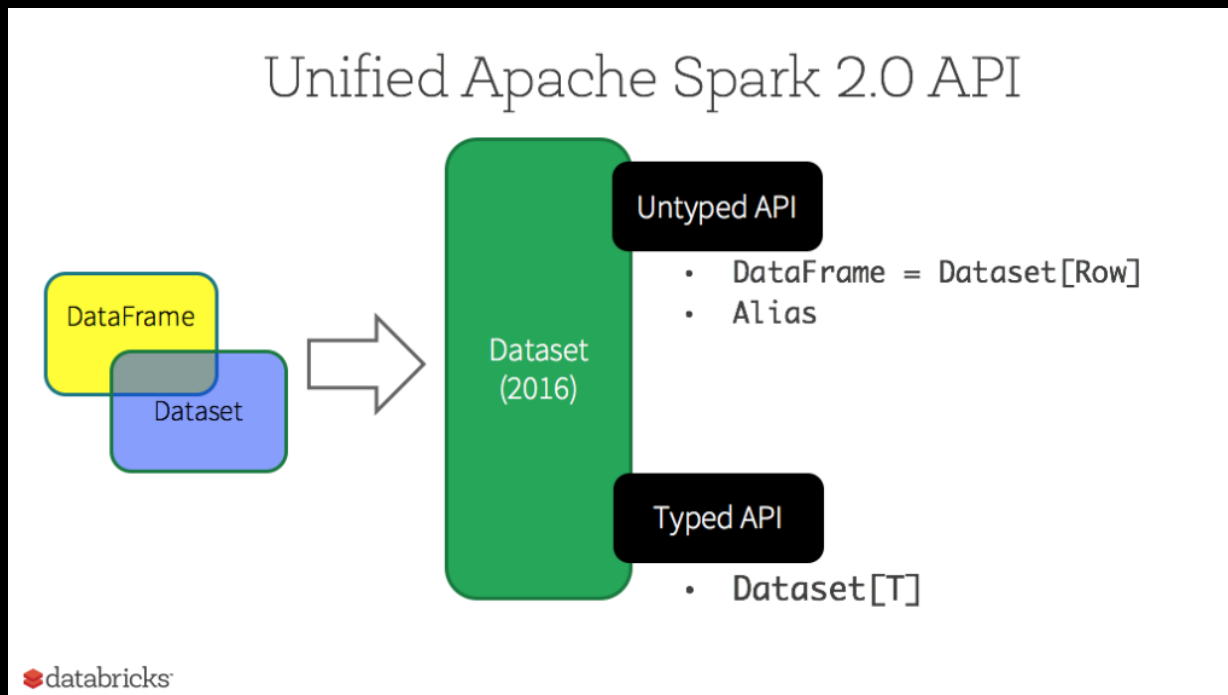 Unified Apache Spark 2.0 API
DataFrame
Dataset
Dataset
(2016)
Untyped API
• DataFrame = Dataset[Row]
• Alias
Typed API
• Dataset[T]
databricks